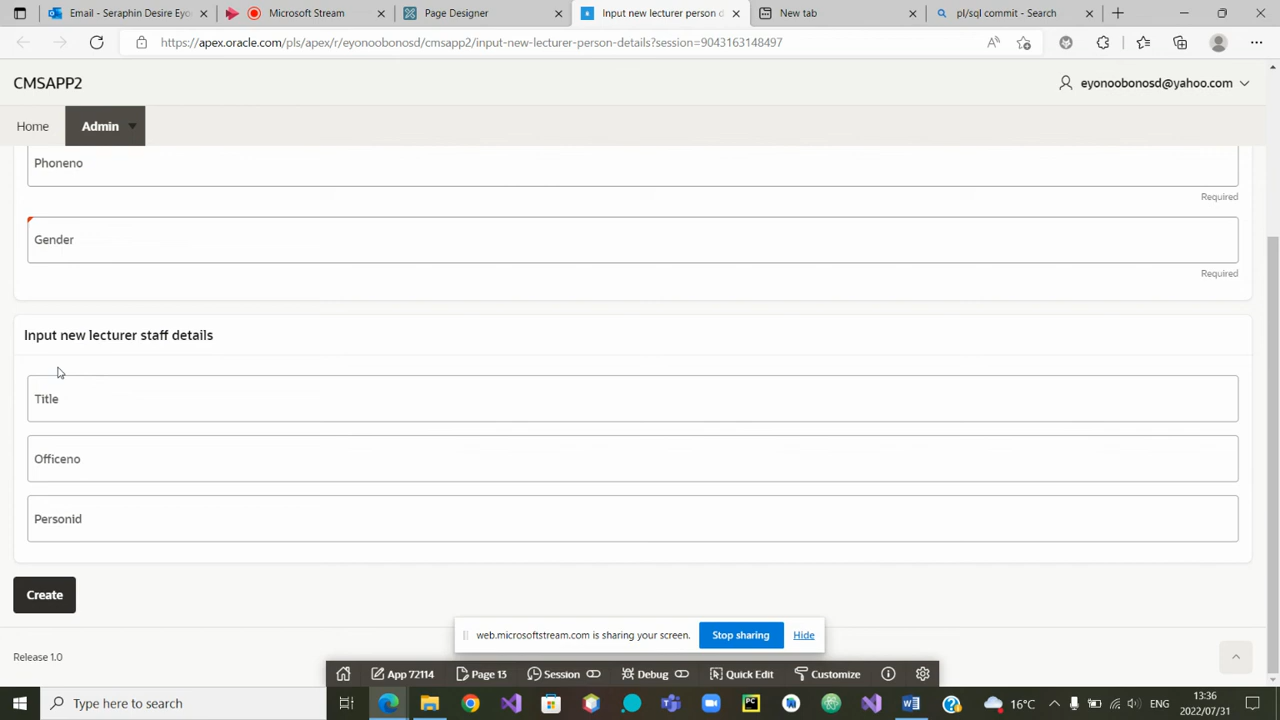 Email - Seraphin Desire Eyon
Microsoft Stream
Page Designer
Input new lecturer person d
New tab
pl/sql commit - Search
https://apex.oracle.com/pls/apex/r/eyonoobonosd/cmsapp2/input-new-lecturer-person-details?session=9043163148497
CMSAPP2
eyonoobonosd@yahoo.com
Home
Admin
Phoneno
Required
Gender
Required
Input new lecturer staff details
Title
Officeno
Personid
Create
web.microsoftstream.com is sharing your screen.
Stop sharing
Hide
Release 1.0
App 72114
Page 13
Session
Debug
Quick Edit
Customize
Type here to search
16°C
ENG
13:36
2022/07/31